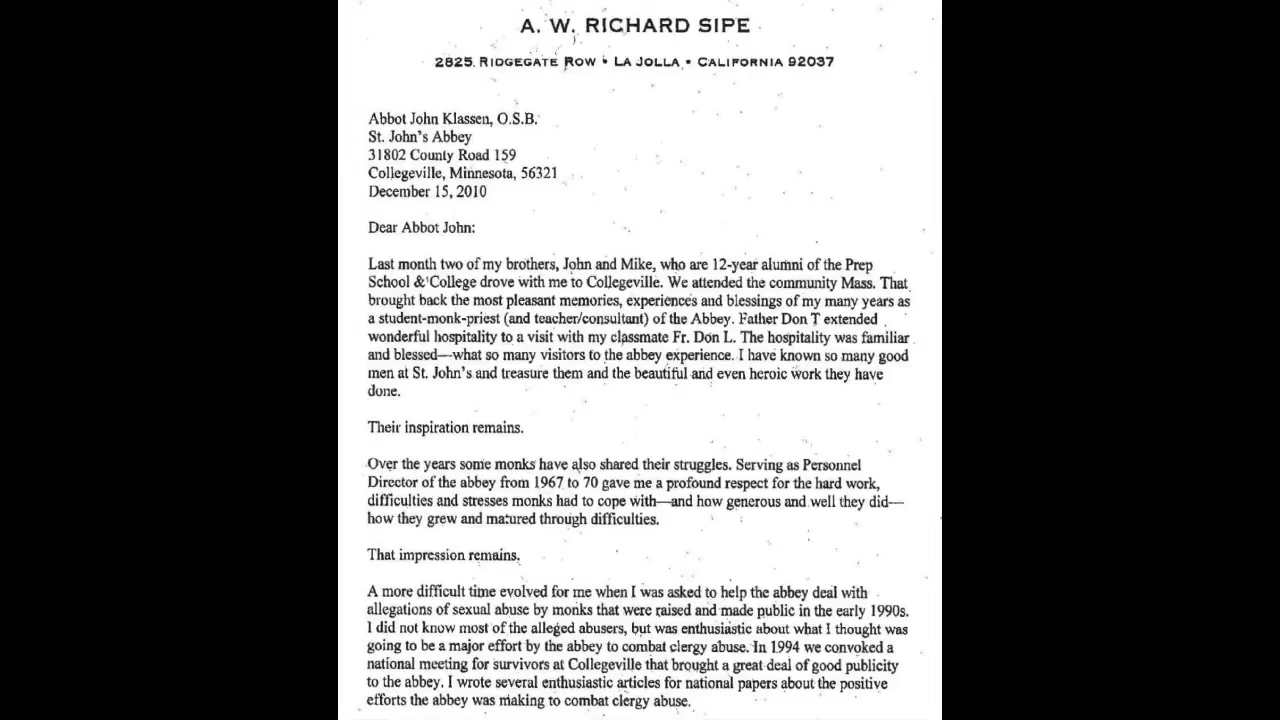 A. W. RICHARD SIPE
2825 RIDGEGATE ROW • LA JOLLA • CALIFORNIA 92037
Abbot John Klassen, O.S.B.
St. John's Abbey
31802 County Road 159
Collegeville, Minnesota, 56321
December 15, 2010
Dear Abbot John:
Last month two of my brothers, John and Mike, who are 12-year alumni of the Prep
School & College drove with me to Collegeville. We attended the community Mass. That
brought back the most pleasant memories, experiences and blessings of my many years as
a student-monk-priest (and teacher/consultant) of the Abbey. Father Don T extended
wonderful hospitality to a visit with my classmate Fr. Don L. The hospitality was familiar
and blessed—what so many visitors to the abbey experience. I have known so many good
men at St. John's and treasure them and the beautiful and even heroic work they have
done.
Their inspiration remains.
Over the years some monks have also shared their struggles. Serving as Personnel
Director of the abbey from 1967 to 70 gave me a profound respect for the hard work,
difficulties and stresses monks had to cope with—and how generous and well they did—
how they grew and matured through difficulties.
That impression remains.
A more difficult time evolved for me when I was asked to help the abbey deal with
allegations of sexual abuse by monks that were raised and made public in the early 1990s.
I did not know most of the alleged abusers, but was enthusiastic about what I thought was
going to be a major effort by the abbey to combat clergy abuse. In 1994 we convoked a
national meeting for survivors at Collegeville that brought a great deal of good publicity
to the abbey. I wrote several enthusiastic articles for national papers about the positive
efforts the abbey was making to combat clergy abuse.